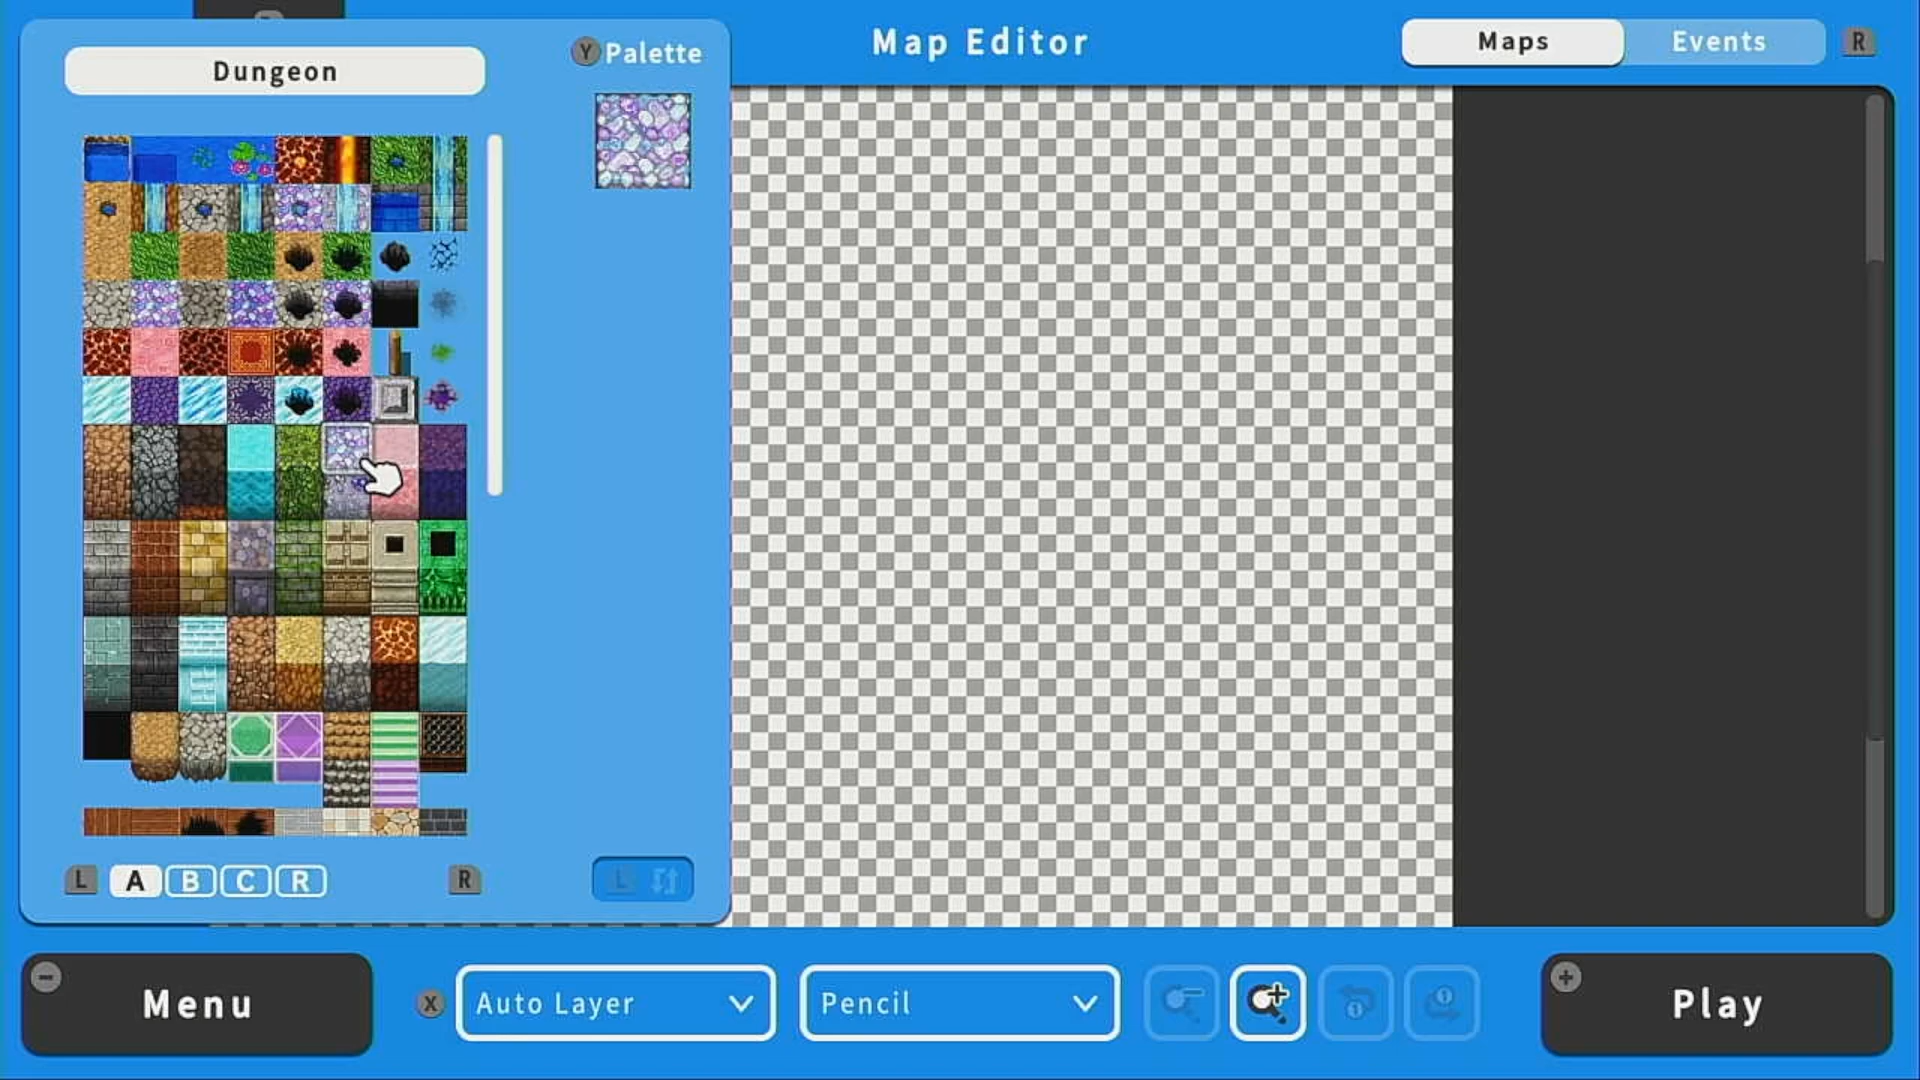 Map Editor
Maps
Events
R
Dungeon
Y Palette
L
A
B
C
R
R
L
Menu
X
Auto Layer
Pencil
Play